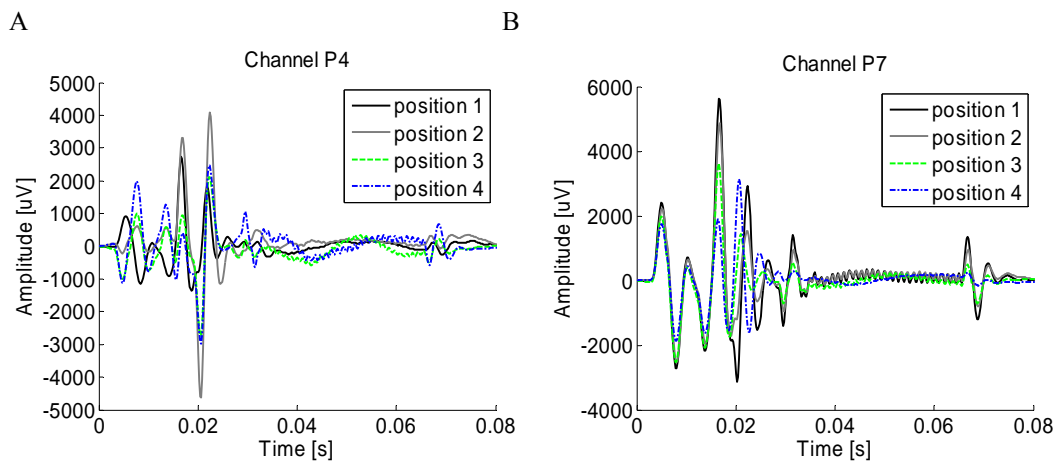 A
Channel P4
Amplitude [uV]
5000
4000
3000
2000
1000
0
-1000
-2000
-3000
-4000
-5000
position 1
position 2
position 3
position 4
0 0.02 0.04 0.06 0.08
Time [s]
B
Channel P7
Amplitude [uV]
6000
4000
2000
0
-2000
-4000
position 1
position 2
position 3
position 4
0 0.02 0.04 0.06 0.08
Time [s]